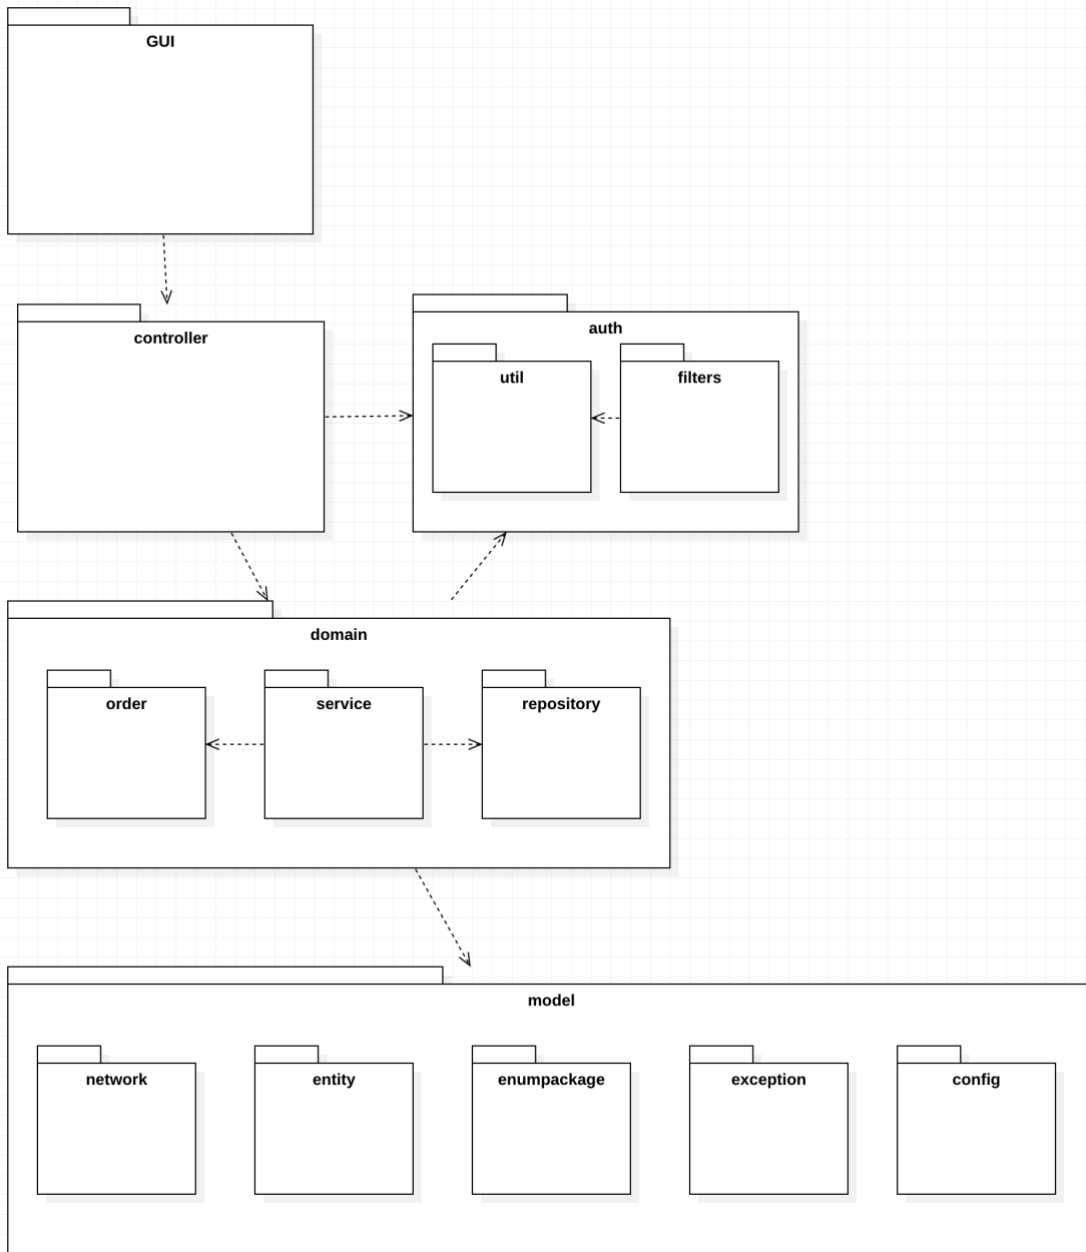 GUI
controller
auth
util
filters
domain
order
service
repository
model
network
entity
enumpackage
exception
config